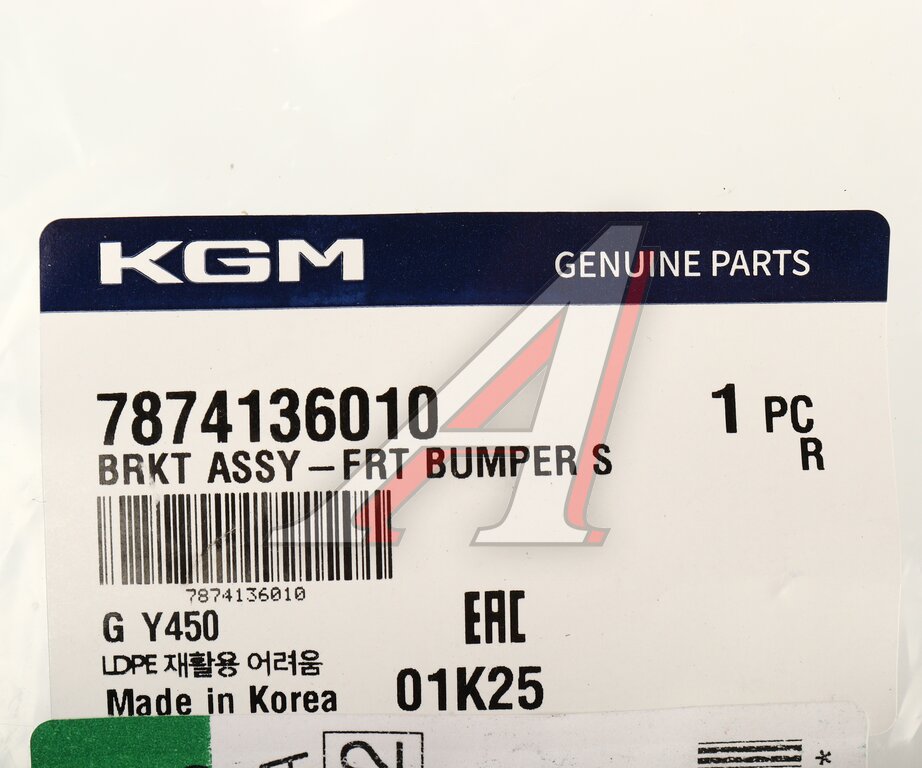 KGM GENUINE PARTS
7874136010 1 PC
BRKT ASSY-FRT BUMPER S R
7874136010
G Y450 EAC
LDPE 재활용 어려움
Made in Korea 01K25